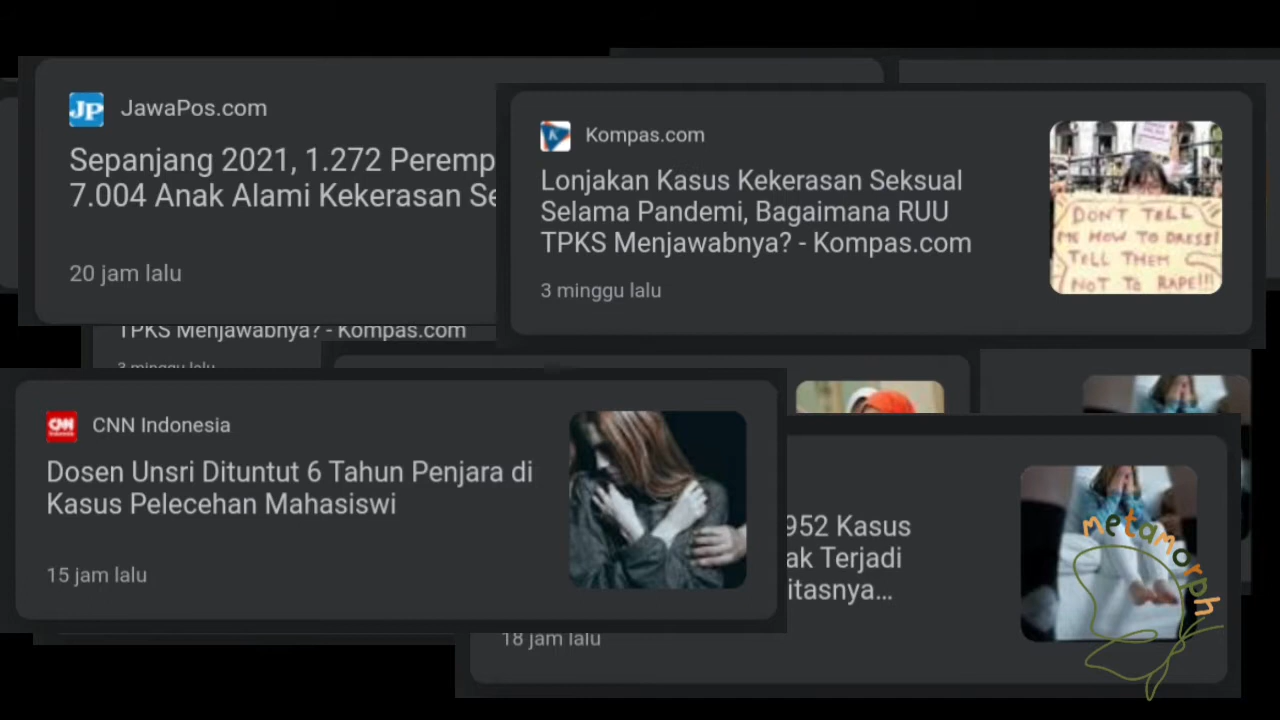 JP JawaPos.com
Sepanjang 2021, 1.272
7.004 Anak Alami Kekerasan
20 jam lalu
K Kompas.com
Lonjakan Kasus Kekerasan Seksual
Selama Pandemi, Bagaimana RUU
TPKS Menjawabnya? - Kompas.com
3 minggu lalu
DON'T TELL
ME HOW TO DRESS!
TELL THEM
NOT TO RAPE!!!
TPKS Menjawabnya? - Kompas.com
3 minggu lalu
CNN CNN Indonesia
Dosen Unsri Dituntut 6 Tahun Penjara di
Kasus Pelecehan Mahasiswi
15 jam lalu
952 Kasus
ak Terjadi
itasnya...
18 jam lalu
metamorph